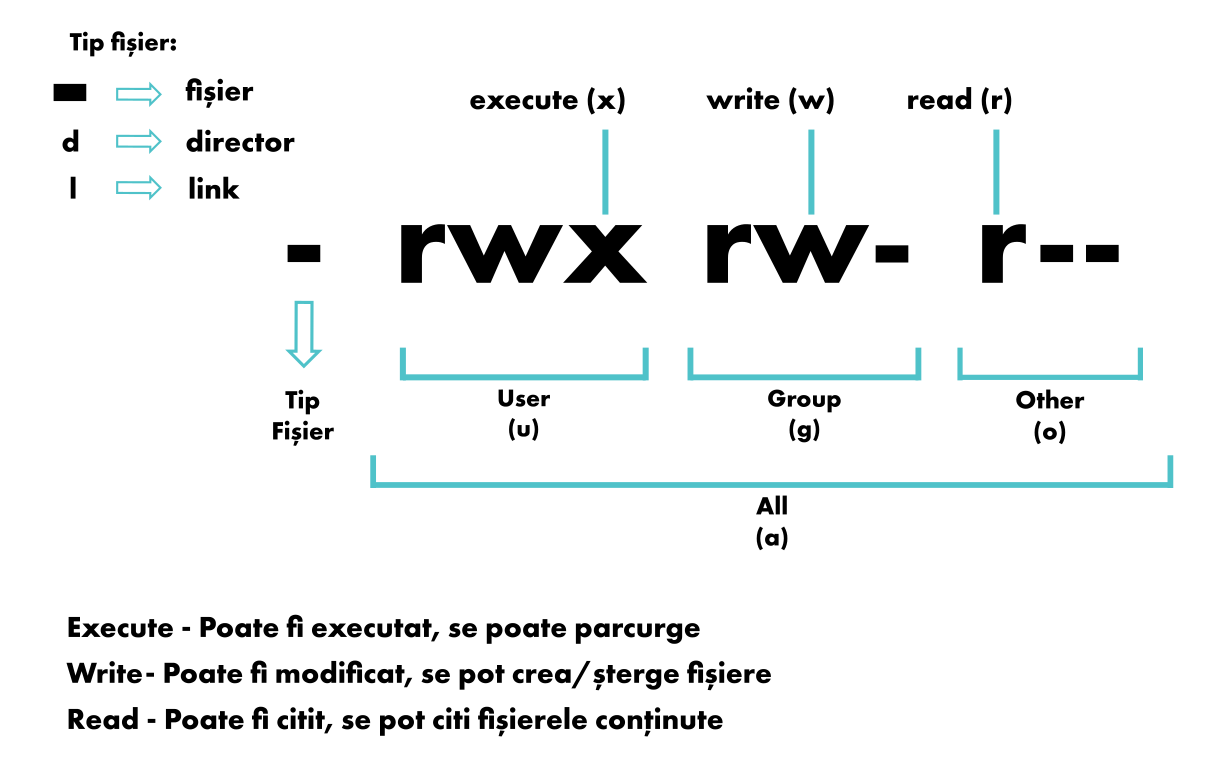 Tip fișier:
- fișier
d director
l link
execute (x) write (w) read (r)
- rwx rw- r--
Tip
Fișier
User
(u)
Group
(g)
Other
(o)
All
(a)
Execute - Poate fi executat, se poate parcurge
Write- Poate fi modificat, se pot crea/șterge fișiere
Read - Poate fi citit, se pot citi fișierele conținute